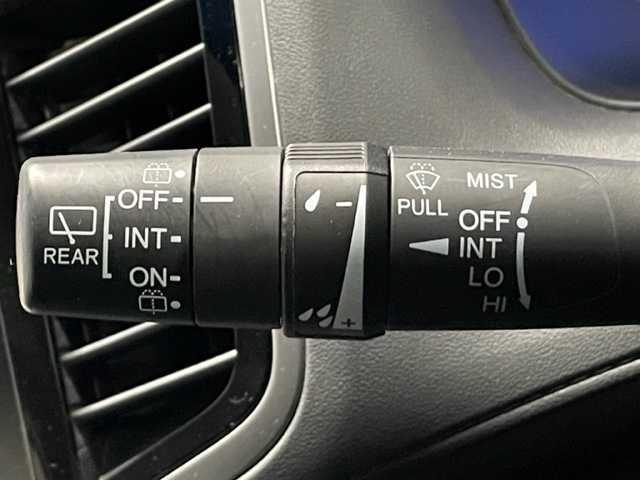 REAR
OFF
INT
ON
−
+
PULL
MIST
OFF
INT
LO
HI